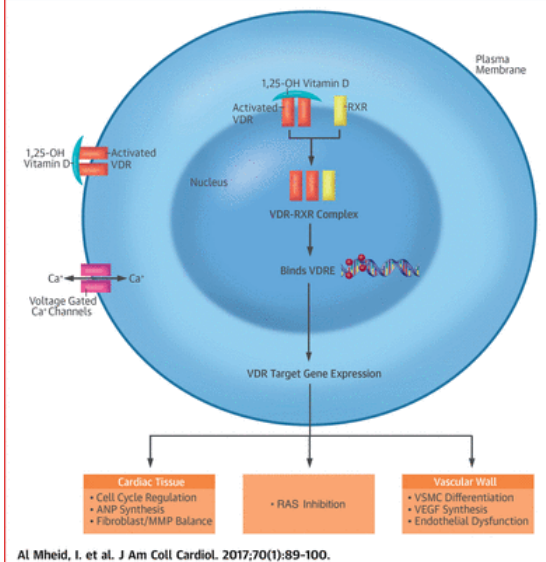 Plasma
Membrane
1,25-OH Vitamin D
Activated
VDR
RXR
1,25-OH
Vitamin D
Activated
VDR
Nucleus
VDR-RXR Complex
Ca⁺
Ca⁺
Binds VDRE
Voltage Gated
Ca⁺ Channels
VDR Target Gene Expression
Cardiac Tissue
• Cell Cycle Regulation
• ANP Synthesis
• Fibroblast/MMP Balance
• RAS Inhibition
Vascular Wall
• VSMC Differentiation
• VEGF Synthesis
• Endothelial Dysfunction
Al Mheid, I. et al. J Am Coll Cardiol. 2017;70(1):89-100.